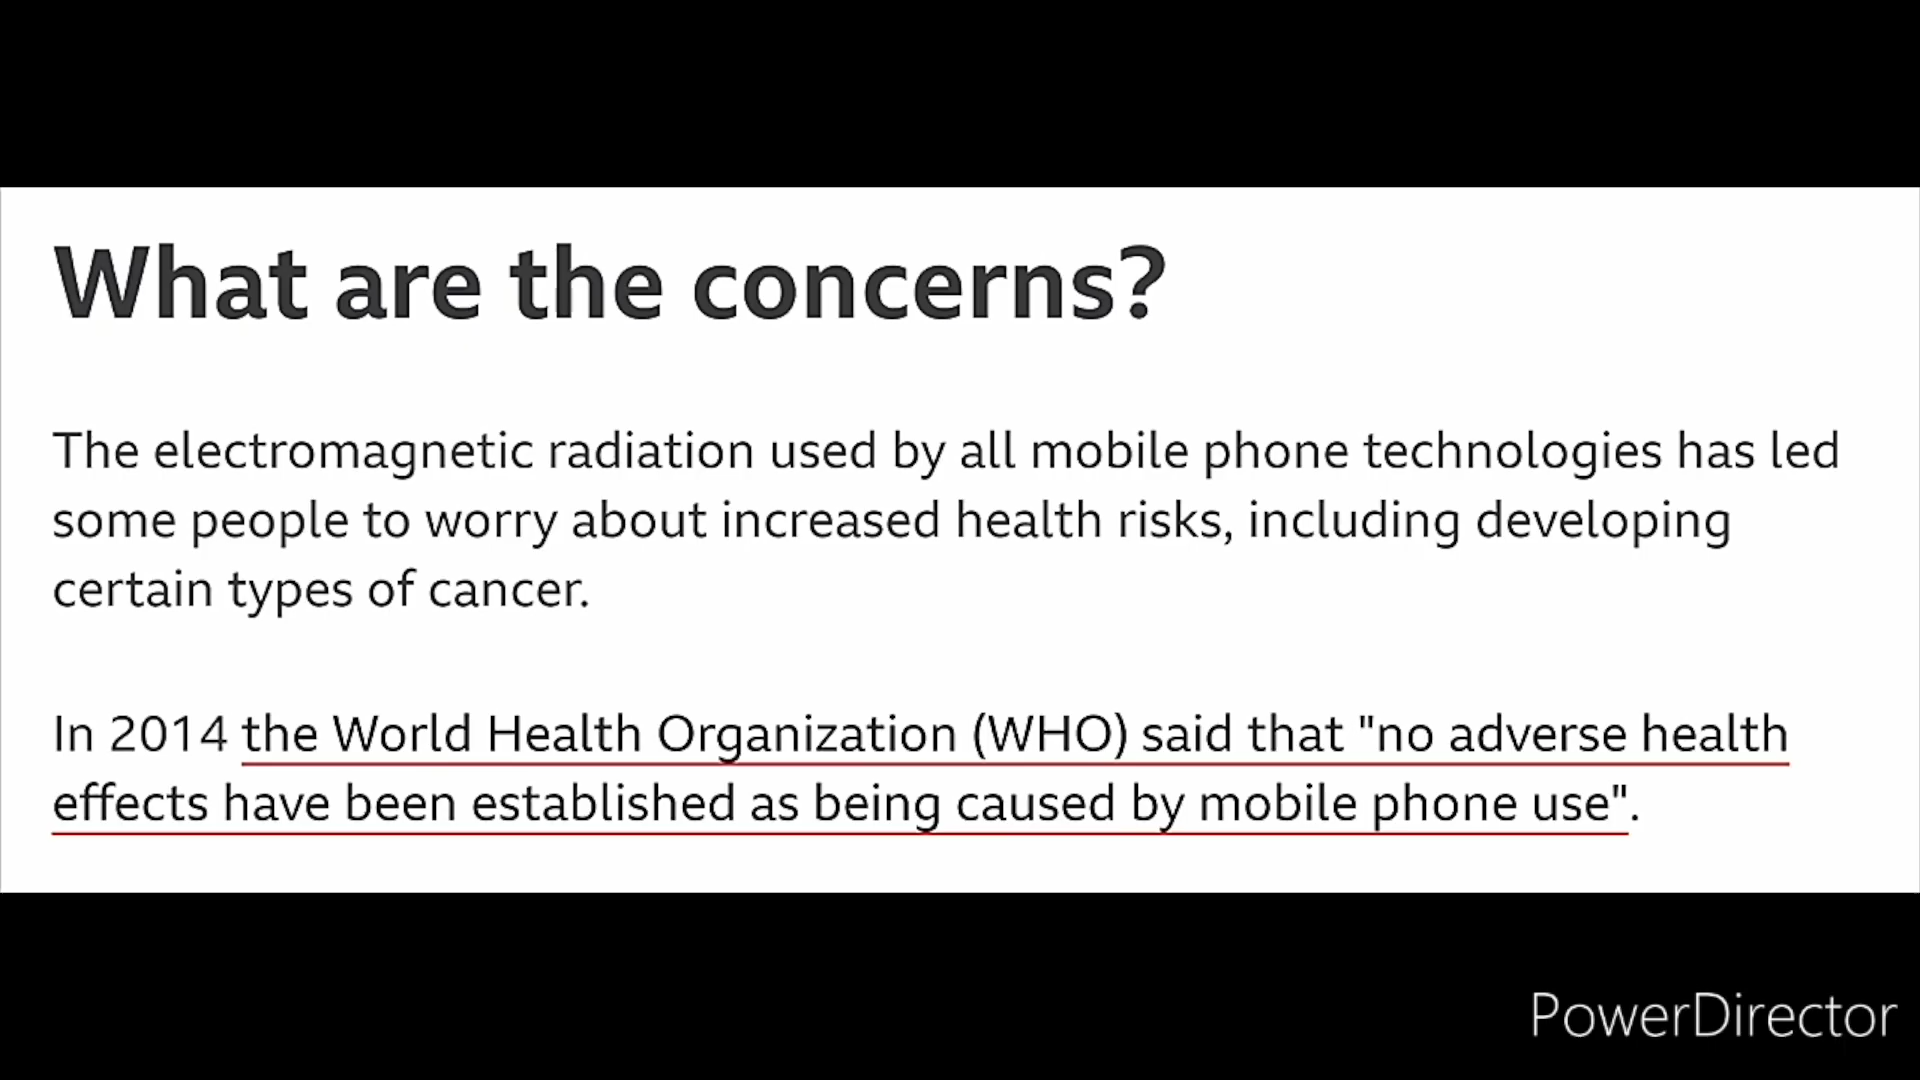 What are the concerns?
The electromagnetic radiation used by all mobile phone technologies has led
some people to worry about increased health risks, including developing
certain types of cancer.
In 2014 the World Health Organization (WHO) said that "no adverse health
effects have been established as being caused by mobile phone use".
PowerDirector